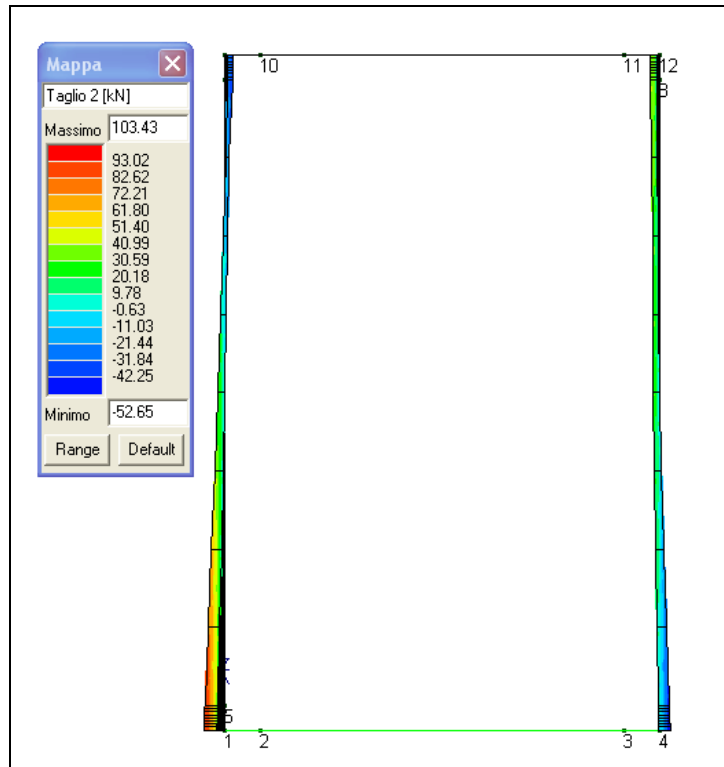 Mappa
Taglio 2 [kN]
Massimo 103.43
93.02
82.62
72.21
61.80
51.40
40.99
30.59
20.18
9.78
-0.63
-11.03
-21.44
-31.84
-42.25
Minimo -52.65
Range Default
10 11 12
1 2 3 4